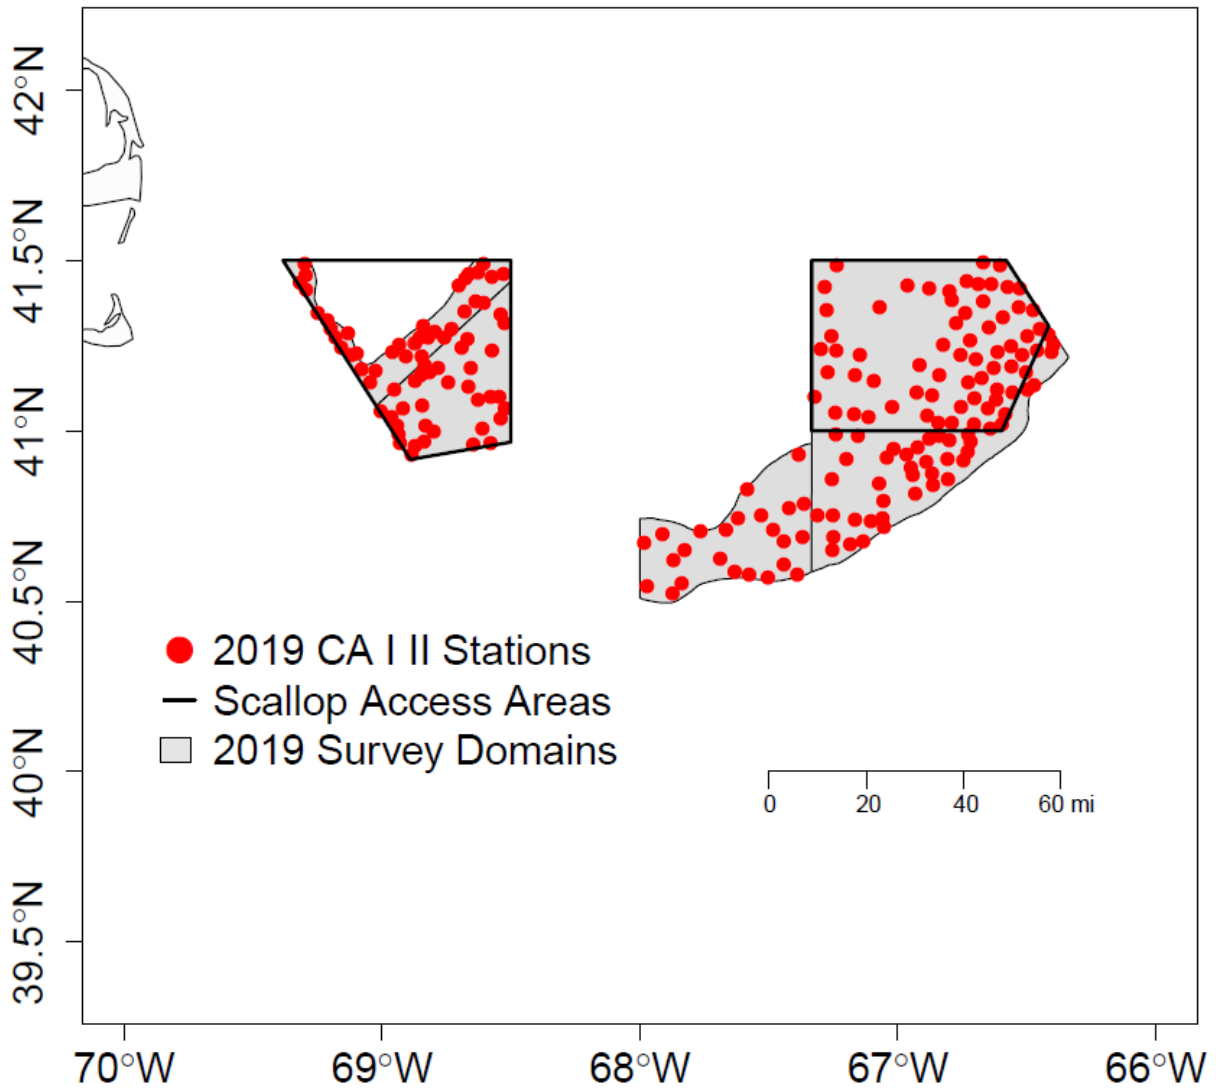 42°N
41.5°N
41°N
40.5°N
40°N
39.5°N
2019 CA I II Stations
Scallop Access Areas
2019 Survey Domains
0 20 40 60 mi
70°W 69°W 68°W 67°W 66°W